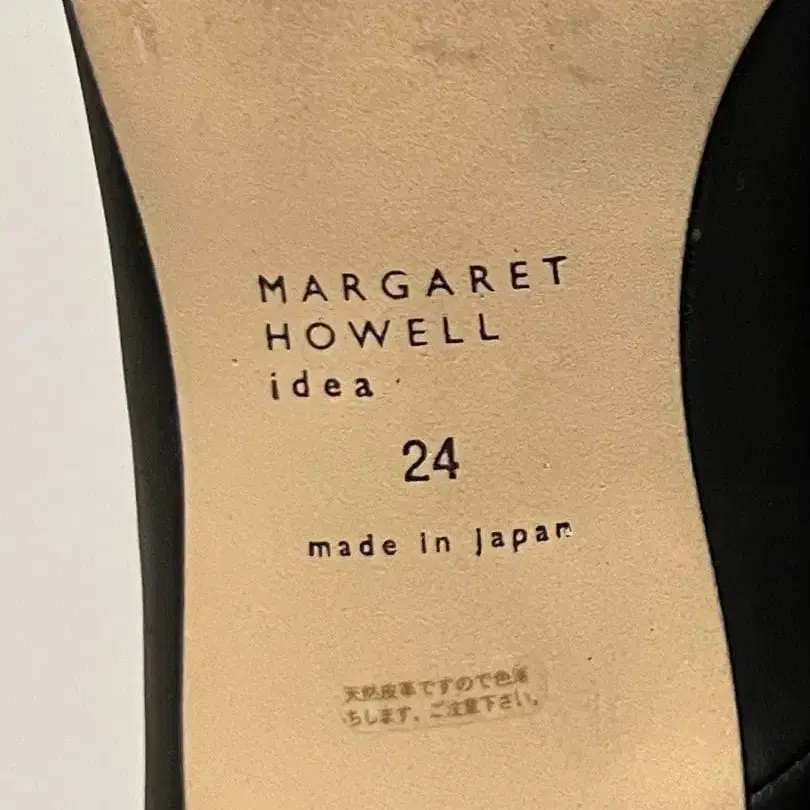 MARGARET
HOWELL
idea
24
made in Japan
天然皮革ですので色落
ちします。ご注意下さい。